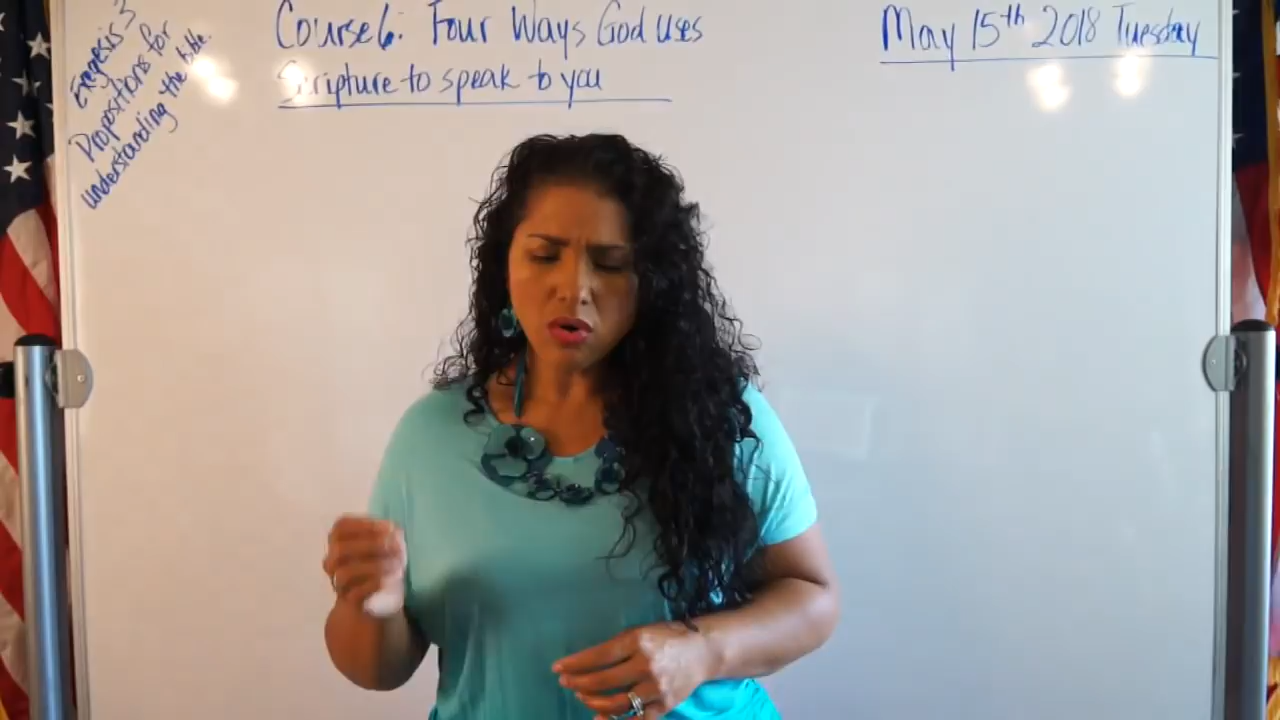 Exegesis 3
Propositions for
understanding the bible.
Course 6: Four Ways God uses
Scripture to speak to you
May 15th 2018 Tuesday